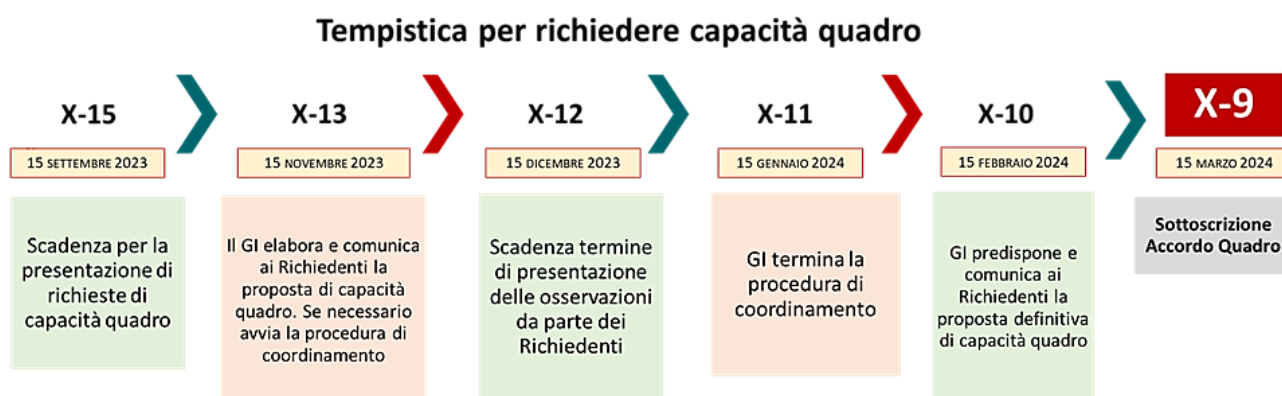 Tempistica per richiedere capacità quadro
X-15
15 SETTEMBRE 2023
Scadenza per la
presentazione di
richieste di
capacità quadro
X-13
15 NOVEMBRE 2023
Il GI elabora e comunica
ai Richiedenti la
proposta di capacità
quadro. Se necessario
avvia la procedura di
coordinamento
X-12
15 DICEMBRE 2023
Scadenza termine
di presentazione
delle osservazioni
da parte dei
Richiedenti
X-11
15 GENNAIO 2024
GI termina la
procedura di
coordinamento
X-10
15 FEBBRAIO 2024
GI predispone e
comunica ai
Richiedenti la
proposta definitiva
di capacità quadro
X-9
15 MARZO 2024
Sottoscrizione
Accordo Quadro